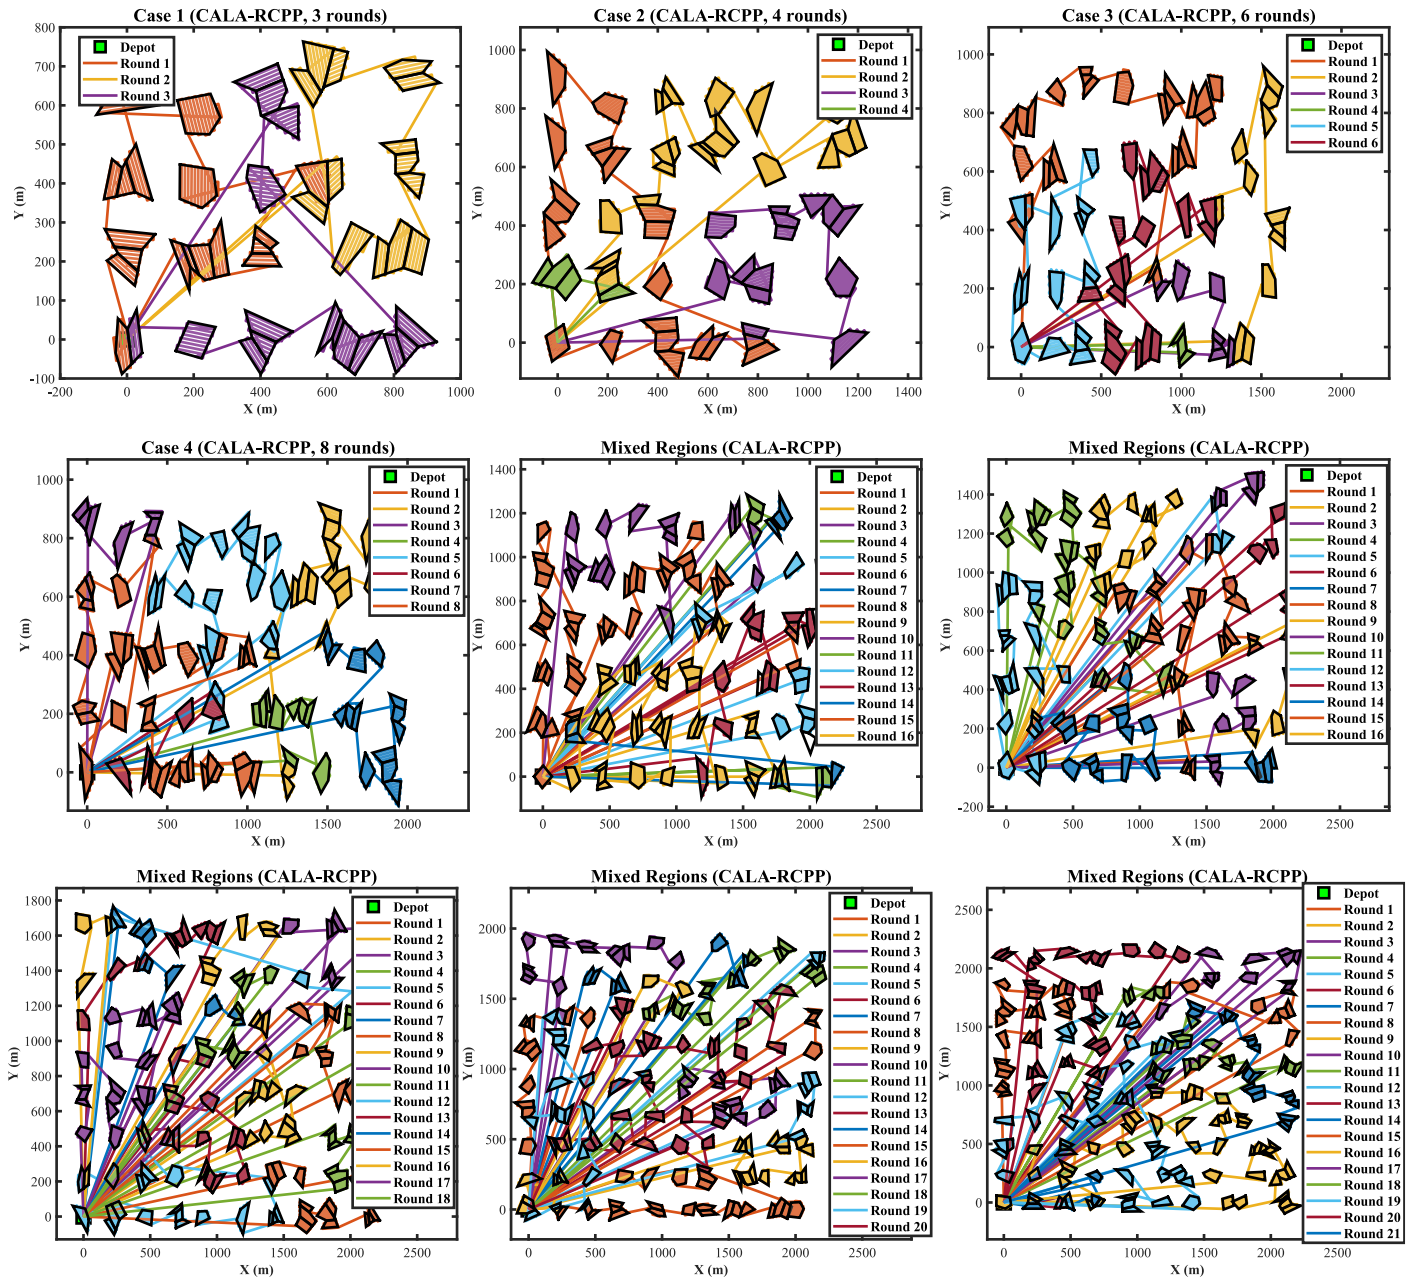 Case 1 (CALA-RCPP, 3 rounds)
800
700
600
500
400
300
200
100
0
-100
-200
0
200
400
600
800
1000
Y (m)
X (m)
Depot
Round 1
Round 2
Round 3
Case 2 (CALA-RCPP, 4 rounds)
1000
800
600
400
200
0
0
200
400
600
800
1000
1200
1400
Y (m)
X (m)
Depot
Round 1
Round 2
Round 3
Round 4
Case 3 (CALA-RCPP, 6 rounds)
1000
800
600
400
200
0
0
500
1000
1500
2000
Y (m)
X (m)
Depot
Round 1
Round 2
Round 3
Round 4
Round 5
Round 6
Case 4 (CALA-RCPP, 8 rounds)
1000
800
600
400
200
0
0
500
1000
1500
2000
Y (m)
X (m)
Depot
Round 1
Round 2
Round 3
Round 4
Round 5
Round 6
Round 7
Round 8
Mixed Regions (CALA-RCPP)
1400
1200
1000
800
600
400
200
0
0
500
1000
1500
2000
2500
Y (m)
X (m)
Depot
Round 1
Round 2
Round 3
Round 4
Round 5
Round 6
Round 7
Round 8
Round 9
Round 10
Round 11
Round 12
Round 13
Round 14
Round 15
Round 16
Mixed Regions (CALA-RCPP)
1400
1200
1000
800
600
400
200
0
-200
0
500
1000
1500
2000
2500
Y (m)
X (m)
Depot
Round 1
Round 2
Round 3
Round 4
Round 5
Round 6
Round 7
Round 8
Round 9
Round 10
Round 11
Round 12
Round 13
Round 14
Round 15
Round 16
Mixed Regions (CALA-RCPP)
1800
1600
1400
1200
1000
800
600
400
200
0
0
500
1000
1500
2000
2500
Y (m)
X (m)
Depot
Round 1
Round 2
Round 3
Round 4
Round 5
Round 6
Round 7
Round 8
Round 9
Round 10
Round 11
Round 12
Round 13
Round 14
Round 15
Round 16
Round 17
Round 18
Mixed Regions (CALA-RCPP)
2000
1500
1000
500
0
0
500
1000
1500
2000
2500
Y (m)
X (m)
Depot
Round 1
Round 2
Round 3
Round 4
Round 5
Round 6
Round 7
Round 8
Round 9
Round 10
Round 11
Round 12
Round 13
Round 14
Round 15
Round 16
Round 17
Round 18
Round 19
Round 20
Mixed Regions (CALA-RCPP)
2500
2000
1500
1000
500
0
0
500
1000
1500
2000
2500
Y (m)
X (m)
Depot
Round 1
Round 2
Round 3
Round 4
Round 5
Round 6
Round 7
Round 8
Round 9
Round 10
Round 11
Round 12
Round 13
Round 14
Round 15
Round 16
Round 17
Round 18
Round 19
Round 20
Round 21